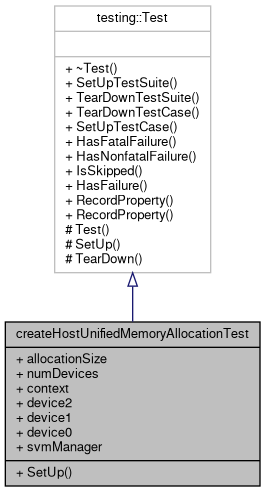 testing::Test
+ ~Test()
+ SetUpTestSuite()
+ TearDownTestSuite()
+ TearDownTestCase()
+ SetUpTestCase()
+ HasFatalFailure()
+ HasNonfatalFailure()
+ IsSkipped()
+ HasFailure()
+ RecordProperty()
+ RecordProperty()
# Test()
# SetUp()
# TearDown()
createHostUnifiedMemoryAllocationTest
+ allocationSize
+ numDevices
+ context
+ device2
+ device1
+ device0
+ svmManager
+ SetUp()